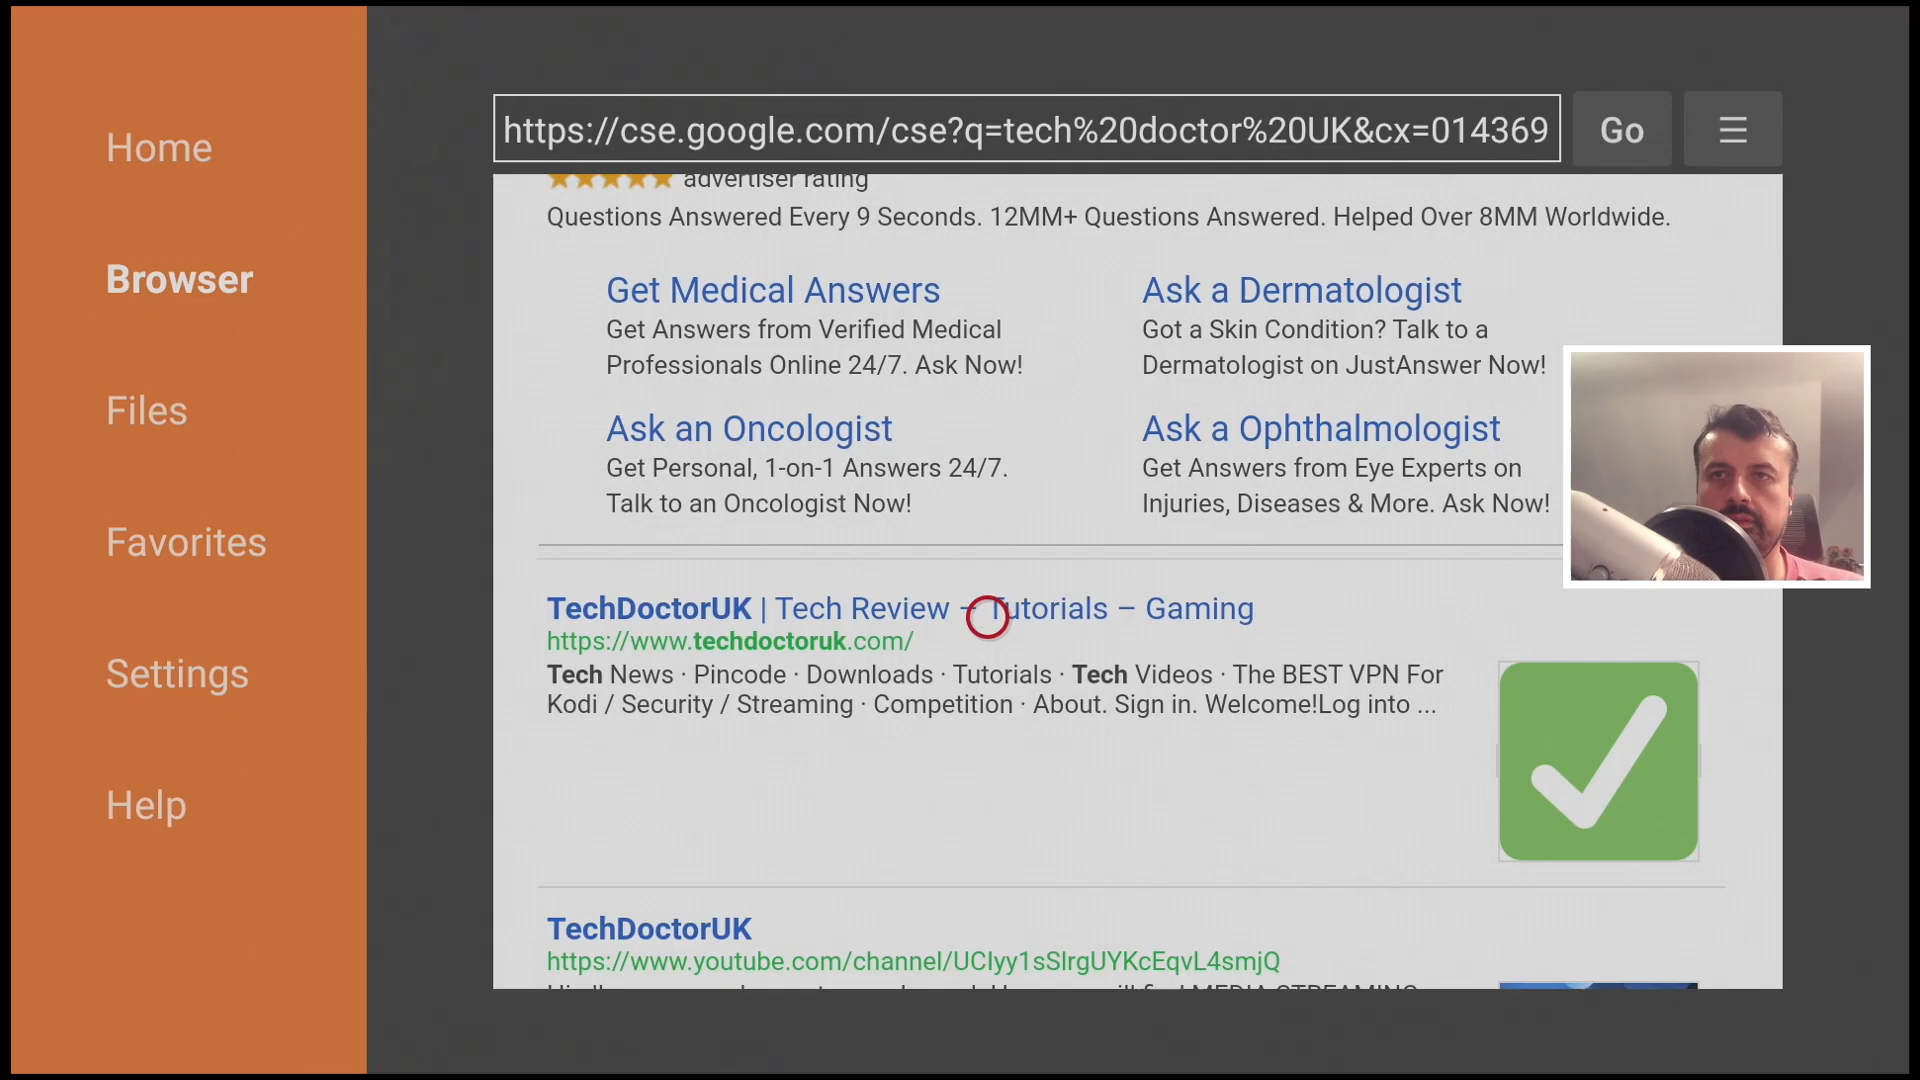 Home
Browser
Files
Favorites
Settings
Help
https://cse.google.com/cse?q=tech%20doctor%20UK&cx=014369
Go
advertiser rating
Questions Answered Every 9 Seconds. 12MM+ Questions Answered. Helped Over 8MM Worldwide.
Get Medical Answers
Get Answers from Verified Medical
Professionals Online 24/7. Ask Now!
Ask a Dermatologist
Got a Skin Condition? Talk to a
Dermatologist on JustAnswer Now!
Ask an Oncologist
Get Personal, 1-on-1 Answers 24/7.
Talk to an Oncologist Now!
Ask a Ophthalmologist
Get Answers from Eye Experts on
Injuries, Diseases & More. Ask Now!
TechDoctorUK | Tech Review – Tutorials – Gaming
https://www.techdoctoruk.com/
Tech News · Pincode · Downloads · Tutorials · Tech Videos · The BEST VPN For
Kodi / Security / Streaming · Competition · About. Sign in. Welcome!Log into ...
TechDoctorUK
https://www.youtube.com/channel/UCIyy1sSIrgUYKcEqvL4smjQ